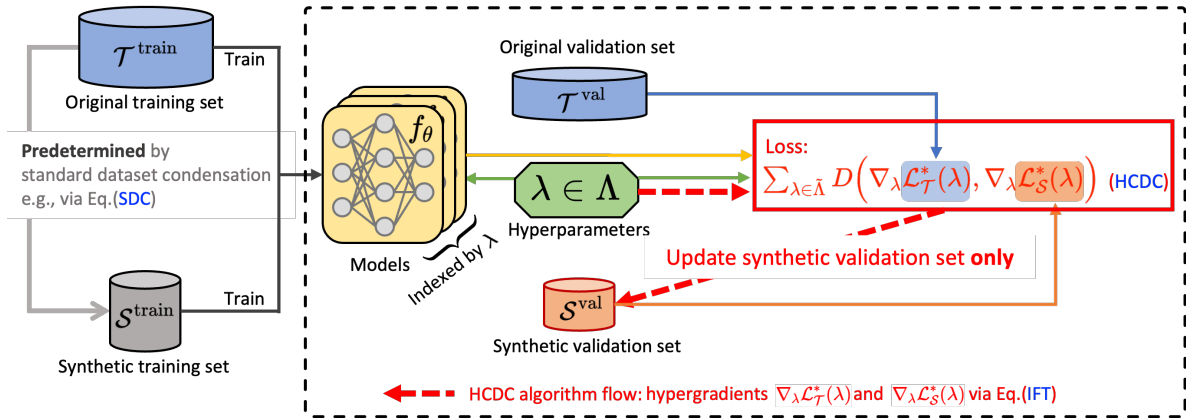 𝒯^train
Train
Original training set
Predetermined by
standard dataset condensation
e.g., via Eq.(SDC)
Train
𝒮^train
Synthetic training set
f_θ
Models
Indexed by λ
Original validation set
𝒯^val
λ ∈ Λ
Hyperparameters
Loss:
∑_{λ∈Λ̃} D(∇_λ ℒ*_𝒯(λ), ∇_λ ℒ*_𝒮(λ)) (HCDC)
Update synthetic validation set only
𝒮^val
Synthetic validation set
HCDC algorithm flow: hypergradients ∇_λℒ*_𝒯(λ) and ∇_λℒ*_𝒮(λ) via Eq.(IFT)